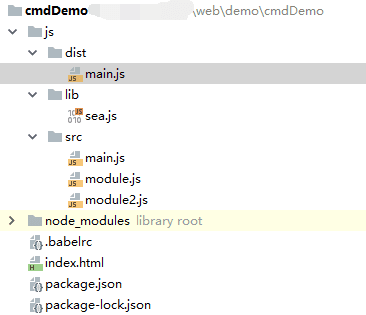 cmdDemo \web\demo\cmdDemo
js
dist
main.js
lib
sea.js
src
main.js
module.js
module2.js
node_modules library root
.babelrc
index.html
package.json
package-lock.json